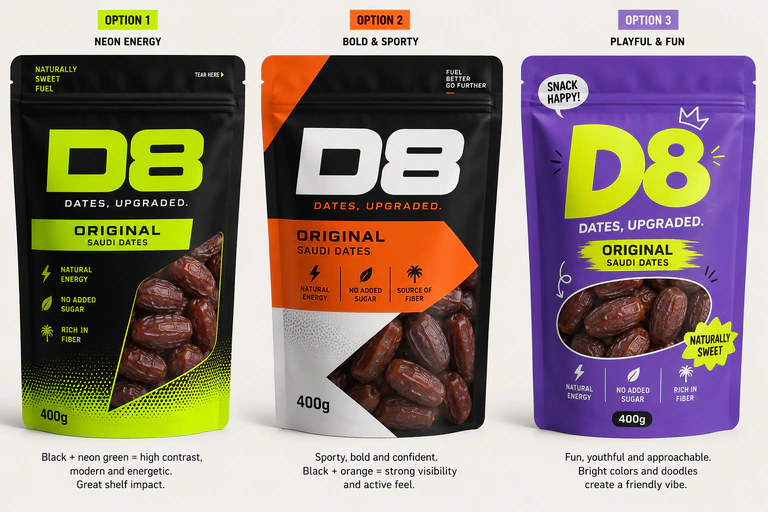 OPTION 1
NEON ENERGY
NATURALLY
SWEET
FUEL
TEAR HERE
D8
DATES, UPGRADED.
ORIGINAL
SAUDI DATES
NATURAL
ENERGY
NO ADDED
SUGAR
RICH IN
FIBER
400g
Black + neon green = high contrast,
modern and energetic.
Great shelf impact.
OPTION 2
BOLD & SPORTY
FUEL
BETTER
GO FURTHER
D8
DATES, UPGRADED.
ORIGINAL
SAUDI DATES
NATURAL
ENERGY
NO ADDED
SUGAR
SOURCE OF
FIBER
400g
Sporty, bold and confident.
Black + orange = strong visibility
and active feel.
OPTION 3
PLAYFUL & FUN
SNACK
HAPPY!
D8
DATES, UPGRADED.
ORIGINAL
SAUDI DATES
NATURALLY
SWEET
NATURAL
ENERGY
NO ADDED
SUGAR
RICH IN
FIBER
400g
Fun, youthful and approachable.
Bright colors and doodles
create a friendly vibe.